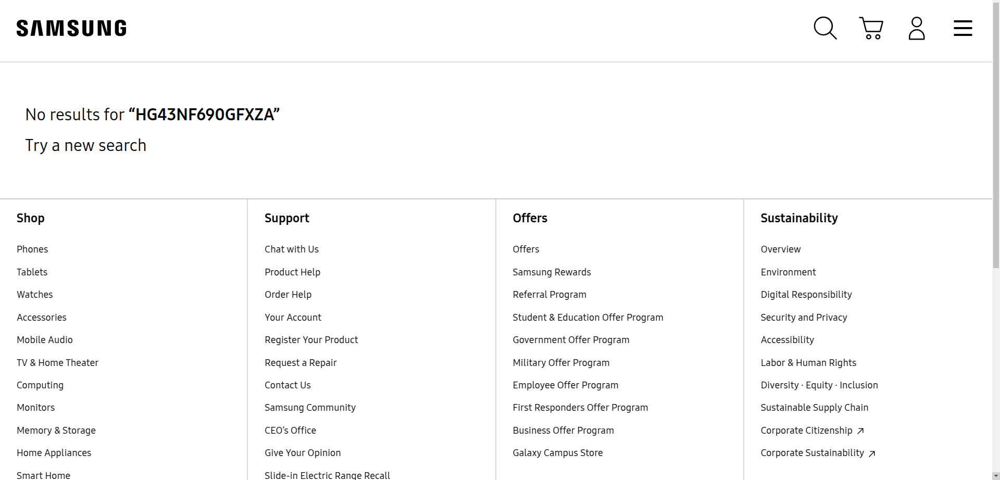 SAMSUNG
No results for “HG43NF690GFXZA”
Try a new search
Shop
Phones
Tablets
Watches
Accessories
Mobile Audio
TV & Home Theater
Computing
Monitors
Memory & Storage
Home Appliances
Smart Home
Support
Chat with Us
Product Help
Order Help
Your Account
Register Your Product
Request a Repair
Contact Us
Samsung Community
CEO’s Office
Give Your Opinion
Slide-in Electric Range Recall
Offers
Offers
Samsung Rewards
Referral Program
Student & Education Offer Program
Government Offer Program
Military Offer Program
Employee Offer Program
First Responders Offer Program
Business Offer Program
Galaxy Campus Store
Sustainability
Overview
Environment
Digital Responsibility
Security and Privacy
Accessibility
Labor & Human Rights
Diversity · Equity · Inclusion
Sustainable Supply Chain
Corporate Citizenship
Corporate Sustainability